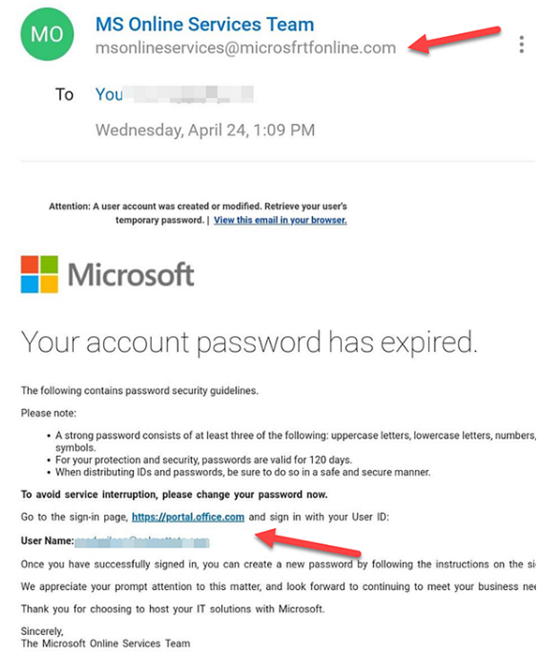 MO
MS Online Services Team
msonlineservices@microsfrtfonline.com
To You
Wednesday, April 24, 1:09 PM
Attention: A user account was created or modified. Retrieve your user's
temporary password. | View this email in your browser.
Microsoft
Your account password has expired.
The following contains password security guidelines.
Please note:
• A strong password consists of at least three of the following: uppercase letters, lowercase letters, numbers,
symbols.
• For your protection and security, passwords are valid for 120 days.
• When distributing IDs and passwords, be sure to do so in a safe and secure manner.
To avoid service interruption, please change your password now.
Go to the sign-in page, https://portal.office.com and sign in with your User ID:
User Name:
Once you have successfully signed in, you can create a new password by following the instructions on the si
We appreciate your prompt attention to this matter, and look forward to continuing to meet your business nee
Thank you for choosing to host your IT solutions with Microsoft.
Sincerely,
The Microsoft Online Services Team